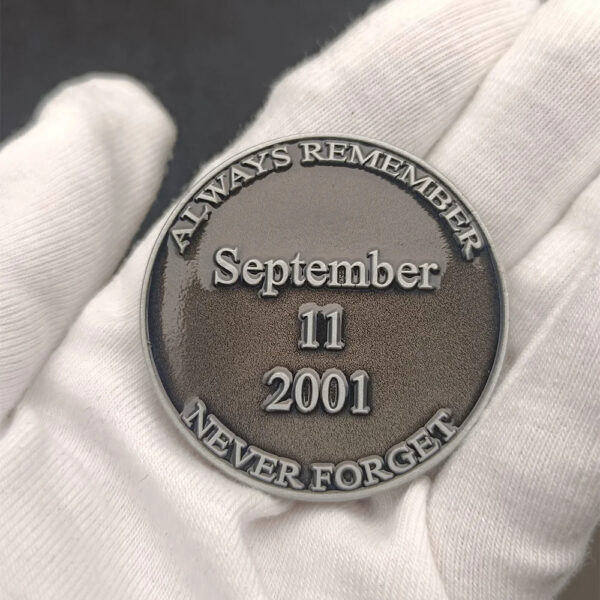 ALWAYS REMEMBER
September
11
2001
NEVER FORGET